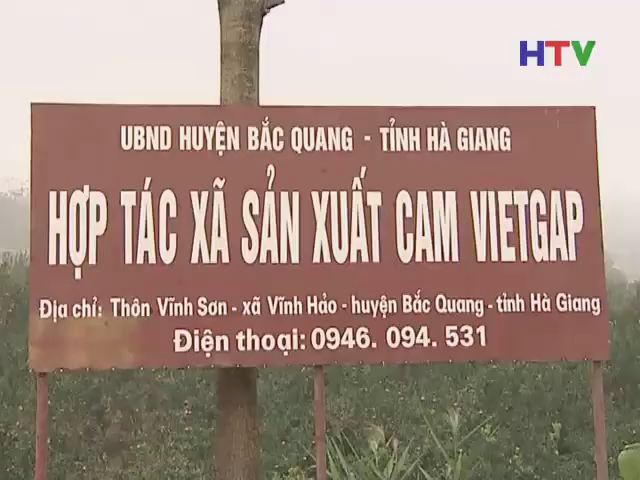 HTV
UBND HUYỆN BẮC QUANG - TỈNH HÀ GIANG
HỢP TÁC XÃ SẢN XUẤT CAM VIETGAP
Địa chỉ: Thôn Vĩnh Sơn - xã Vĩnh Hảo - huyện Bắc Quang - tỉnh Hà Giang
Điện thoại: 0946. 094. 531